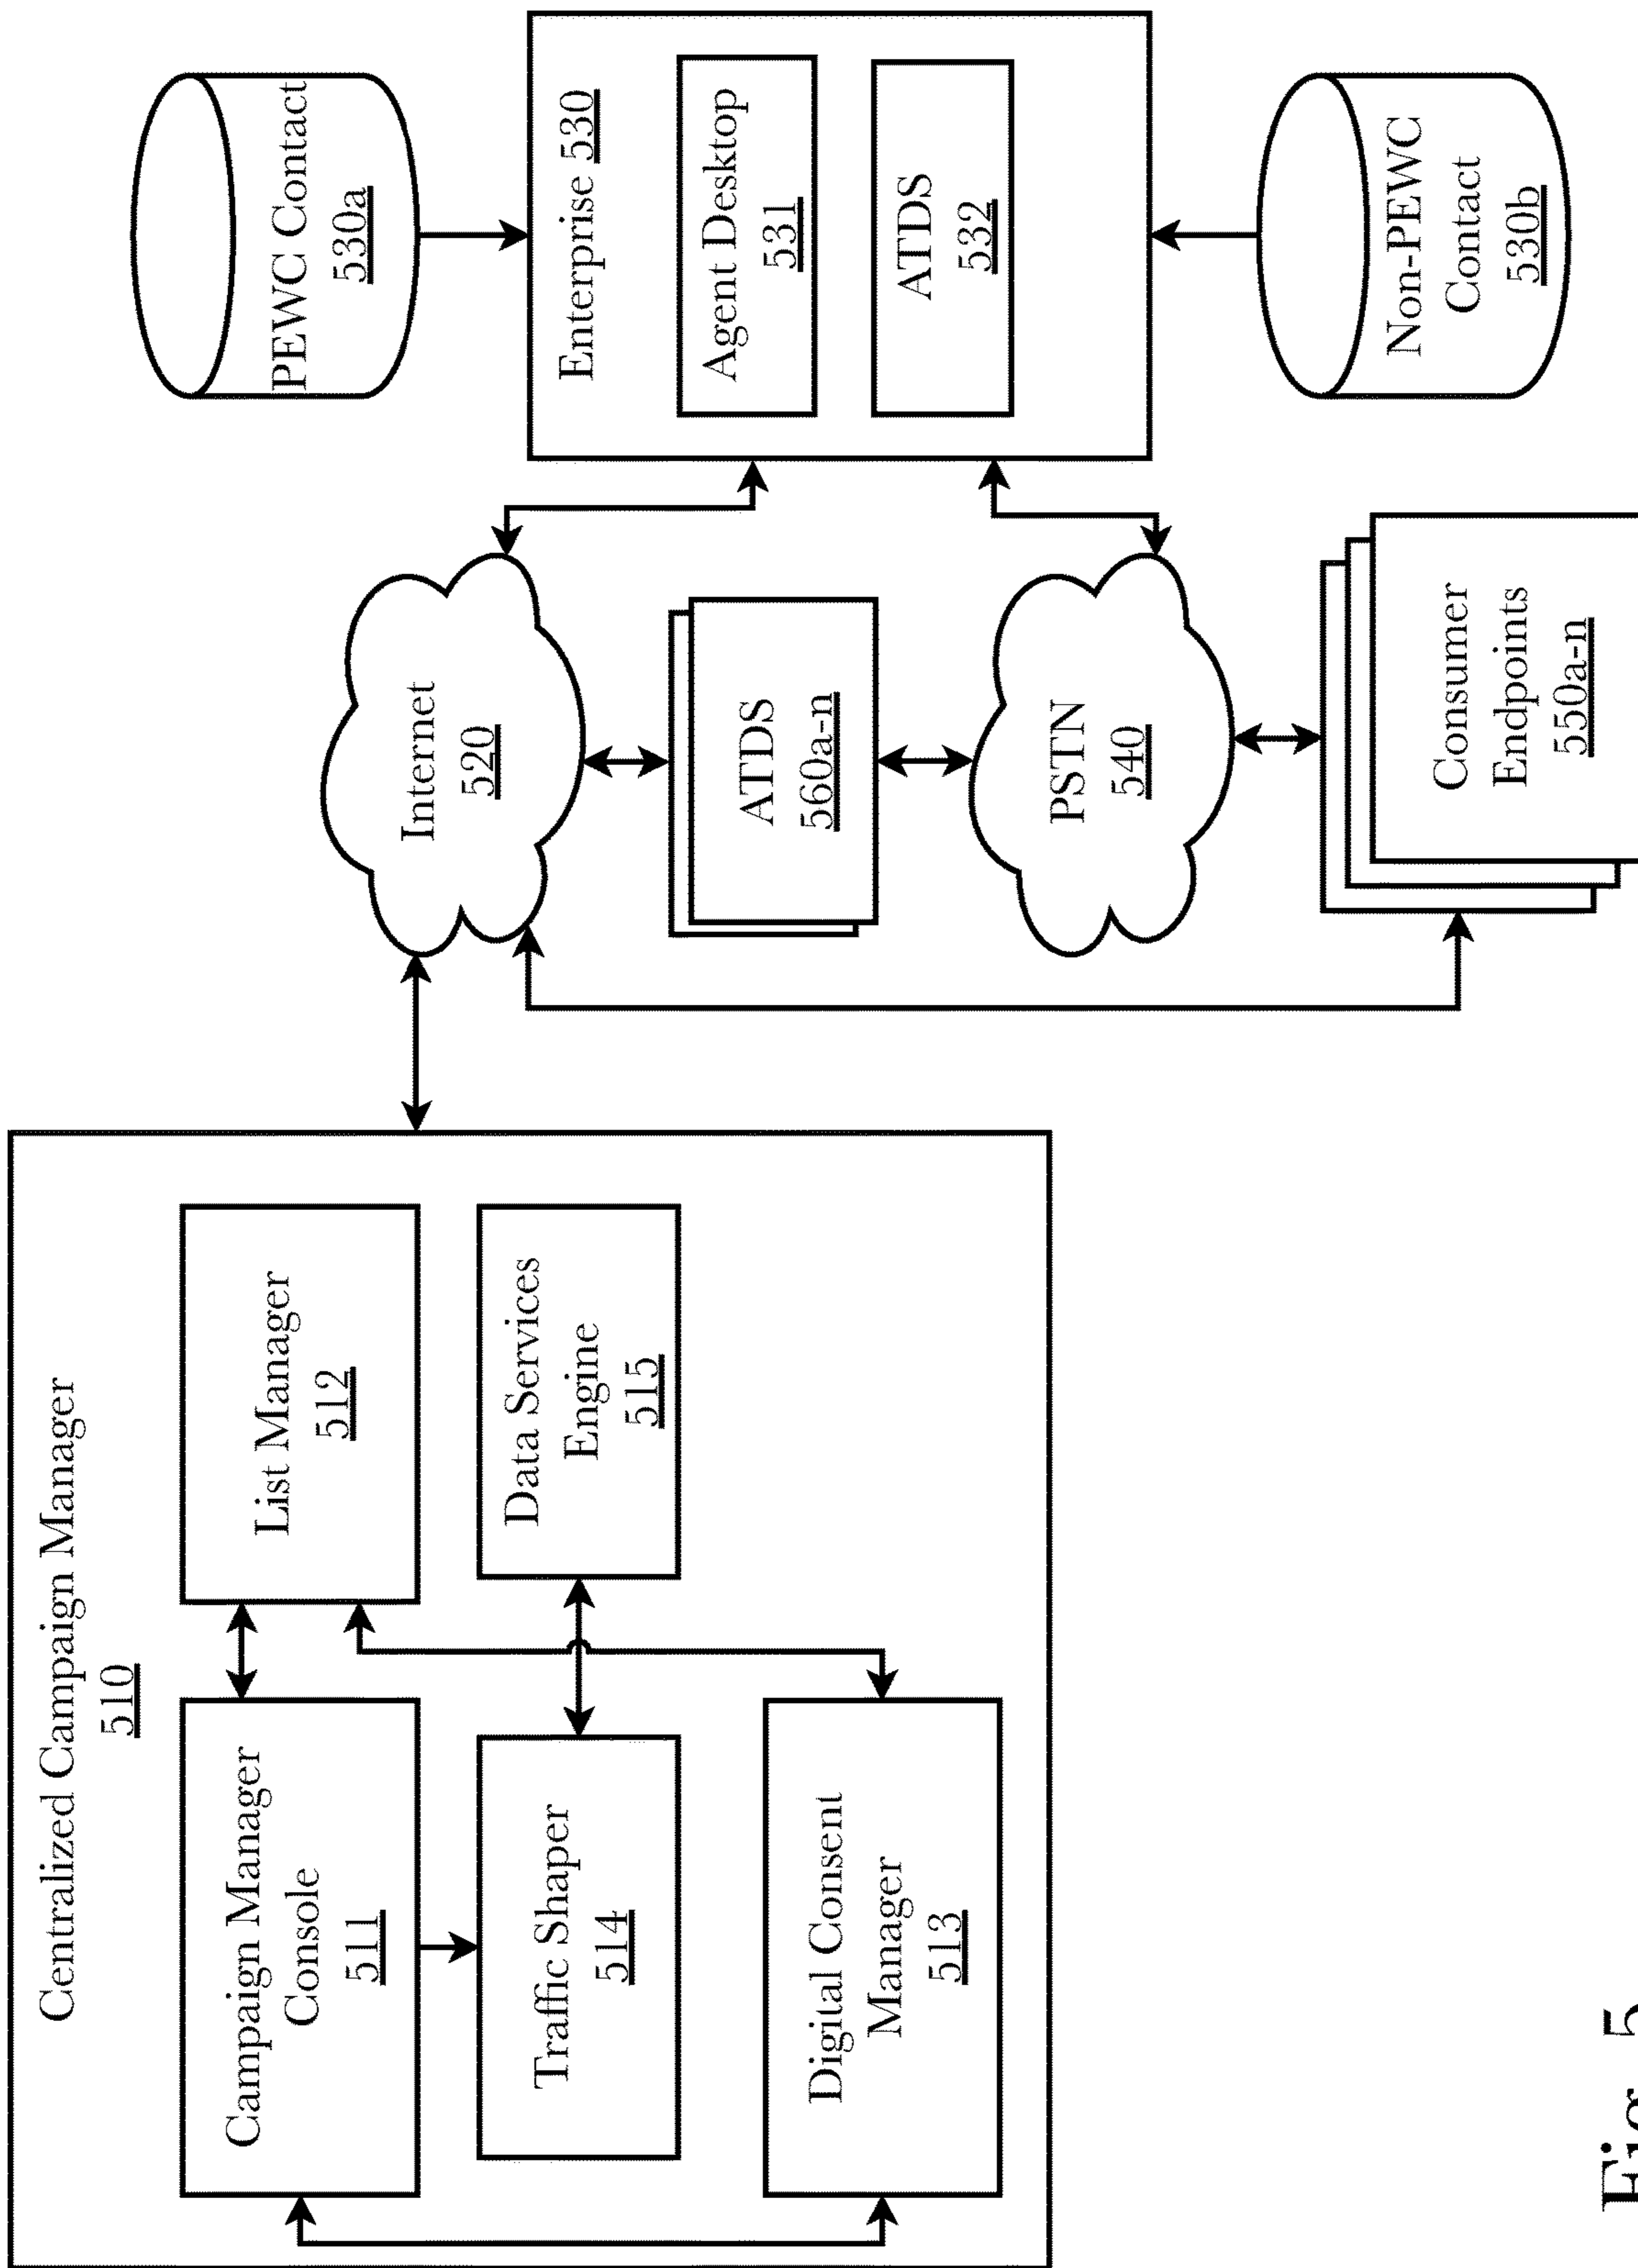 Centralized Campaign Manager
510
Campaign Manager
Console
511
List Manager
512
Traffic Shaper
514
Data Services
Engine
515
Digital Consent
Manager
513
Internet
520
ATDS
560a-n
PSTN
540
Consumer
Endpoints
550a-n
PEWC Contact
530a
Enterprise 530
Agent Desktop
531
ATDS
532
Non-PEWC
Contact
530b
Fig. 5